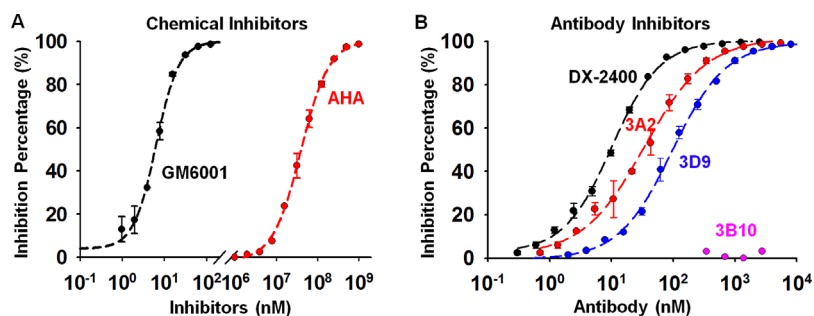 A
Chemical Inhibitors
Inhibition Percentage (%)
100
80
60
40
20
0
GM6001
AHA
10⁻¹ 10⁰ 10¹ 10² 10⁷ 10⁸ 10⁹
Inhibitors (nM)
B
Antibody Inhibitors
Inhibition Percentage (%)
100
80
60
40
20
0
DX-2400
3A2
3D9
3B10
10⁻¹ 10⁰ 10¹ 10² 10³ 10⁴
Antibody (nM)